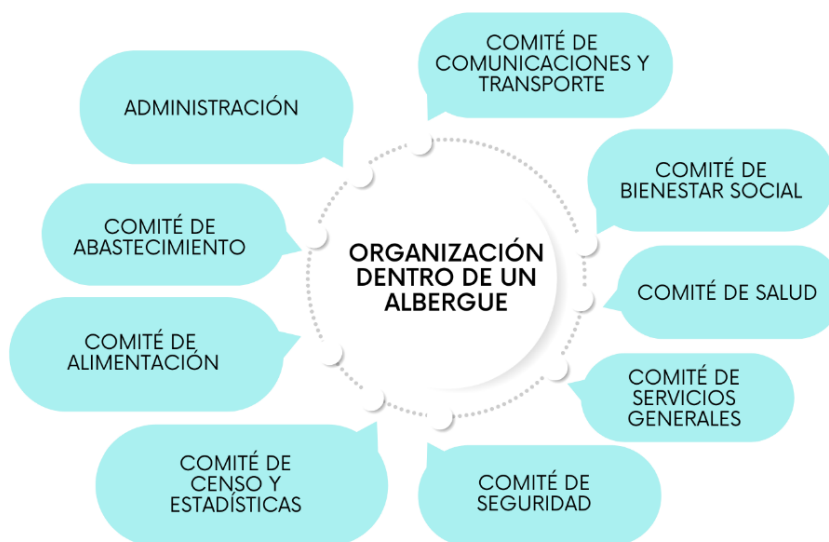 ORGANIZACIÓN
DENTRO DE UN
ALBERGUE
ADMINISTRACIÓN
COMITÉ DE
COMUNICACIONES Y
TRANSPORTE
COMITÉ DE
BIENESTAR SOCIAL
COMITÉ DE SALUD
COMITÉ DE
SERVICIOS
GENERALES
COMITÉ DE
SEGURIDAD
COMITÉ DE
CENSO Y
ESTADÍSTICAS
COMITÉ DE
ALIMENTACIÓN
COMITÉ DE
ABASTECIMIENTO